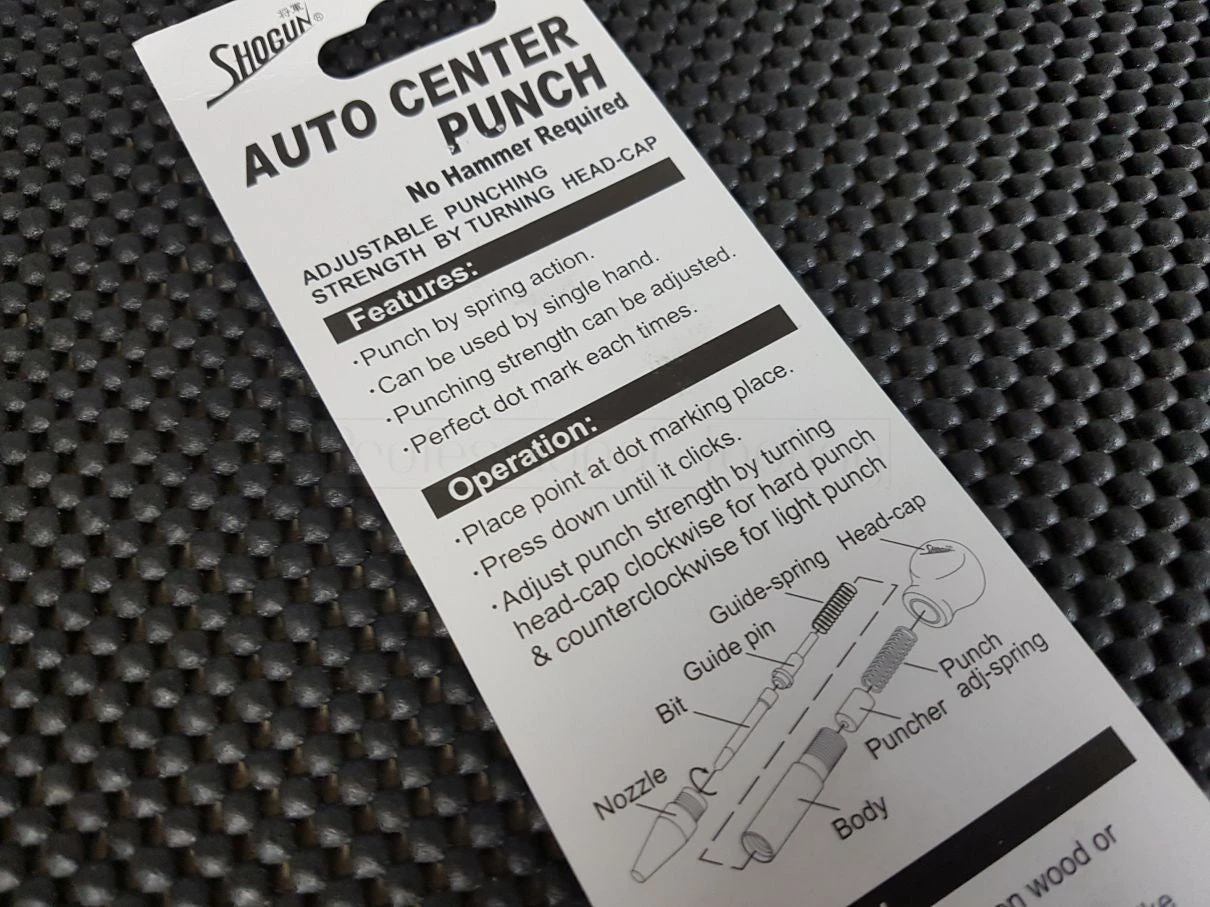 将軍
SHOGUN®
AUTO CENTER
PUNCH
No Hammer Required
ADJUSTABLE PUNCHING
STRENGTH BY TURNING HEAD-CAP
Features:
·Punch by spring action.
·Can be used by single hand.
·Punching strength can be adjusted.
·Perfect dot mark each times.
Operation:
·Place point at dot marking place.
·Press down until it clicks.
·Adjust punch strength by turning
head-cap clockwise for hard punch
& counterclockwise for light punch
Head-cap
Guide-spring
Guide pin
Bit
Nozzle
Punch
adj-spring
Puncher
Body
on wood or